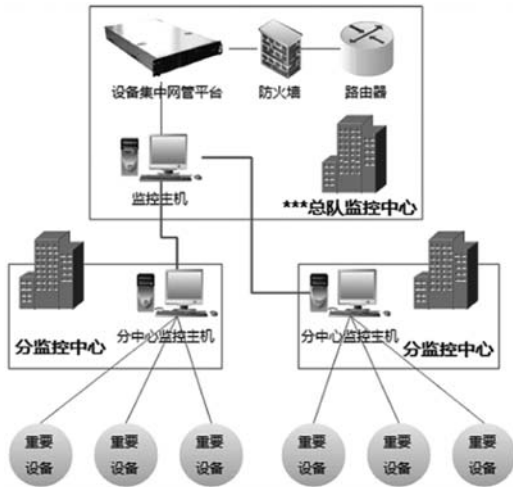 设备集中网管平台
防火墙
路由器
监控主机
***总队监控中心
分监控中心
分中心监控主机
分中心监控主机
分监控中心
重要
设备
重要
设备
重要
设备
重要
设备
重要
设备
重要
设备